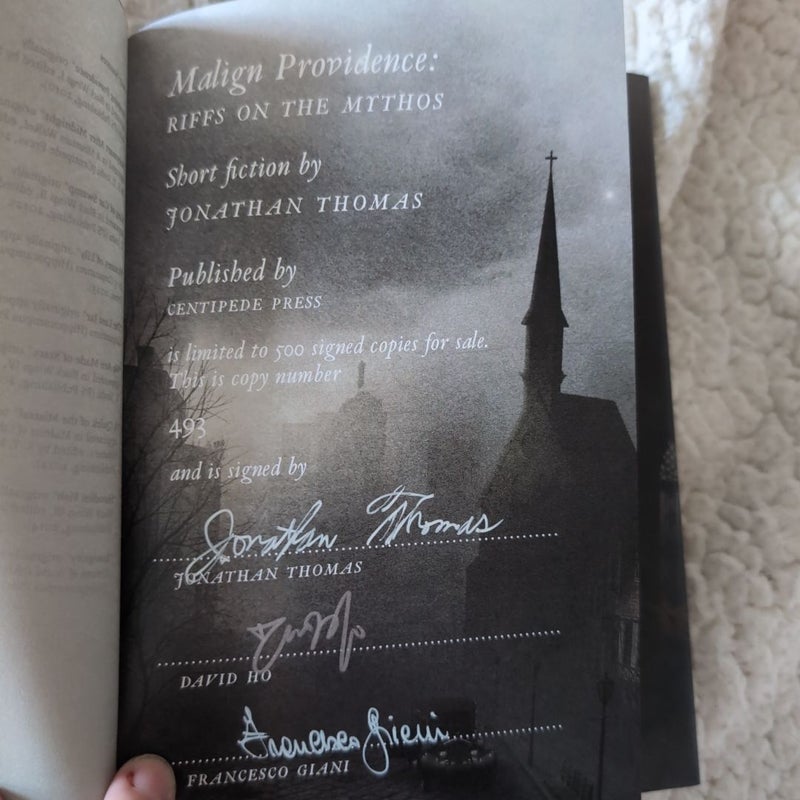 Malign Providence:
RIFFS ON THE MYTHOS
Short fiction by
JONATHAN THOMAS
Published by
CENTIPEDE PRESS
is limited to 500 signed copies for sale.
This is copy number
493
and is signed by
Jonathan Thomas
JONATHAN THOMAS
DAVID HO
Francesco Giani
FRANCESCO GIANI